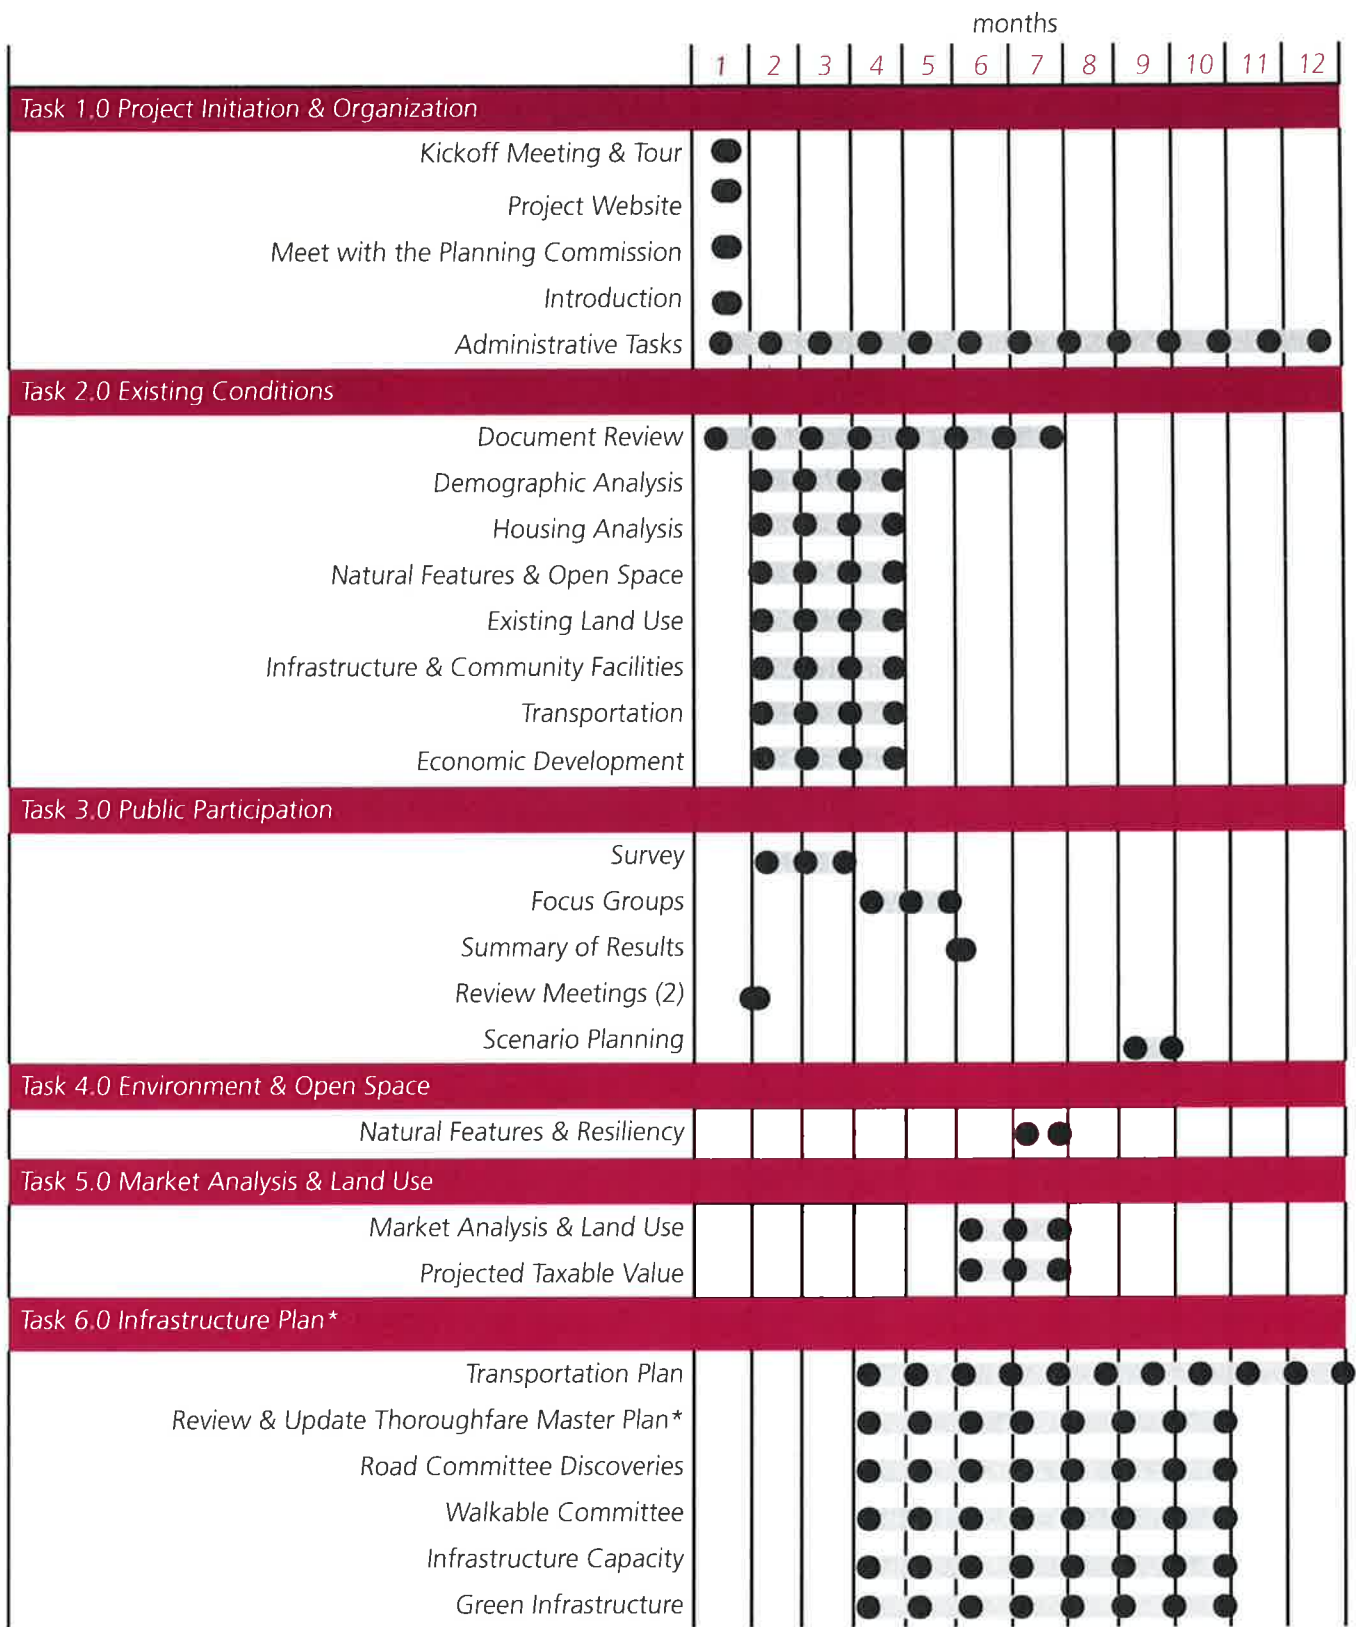 months
1 2 3 4 5 6 7 8 9 10 11 12
Task 1.0 Project Initiation & Organization
Kickoff Meeting & Tour
Project Website
Meet with the Planning Commission
Introduction
Administrative Tasks
Task 2.0 Existing Conditions
Document Review
Demographic Analysis
Housing Analysis
Natural Features & Open Space
Existing Land Use
Infrastructure & Community Facilities
Transportation
Economic Development
Task 3.0 Public Participation
Survey
Focus Groups
Summary of Results
Review Meetings (2)
Scenario Planning
Task 4.0 Environment & Open Space
Natural Features & Resiliency
Task 5.0 Market Analysis & Land Use
Market Analysis & Land Use
Projected Taxable Value
Task 6.0 Infrastructure Plan*
Transportation Plan
Review & Update Thoroughfare Master Plan*
Road Committee Discoveries
Walkable Committee
Infrastructure Capacity
Green Infrastructure